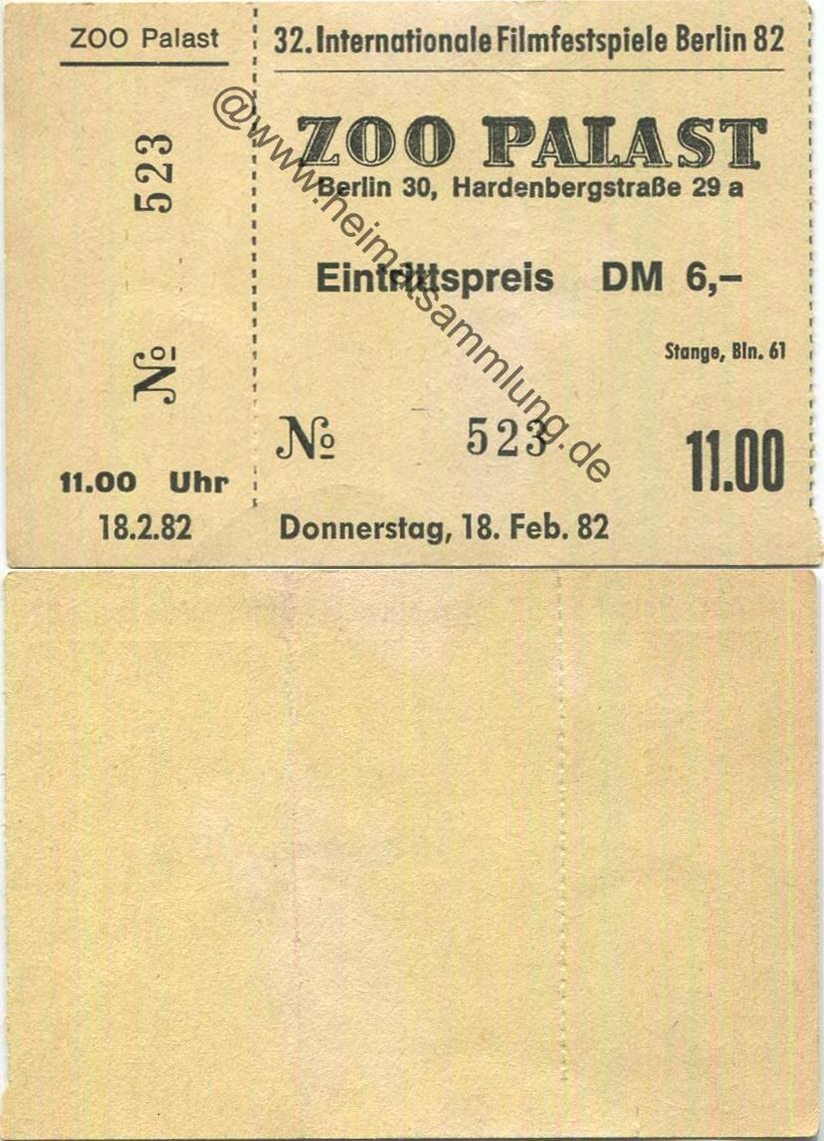 ZOO Palast
523
№
11.00 Uhr
18.2.82
32. Internationale Filmfestspiele Berlin 82
ZOO PALAST
Berlin 30, Hardenbergstraße 29 a
Eintrittspreis DM 6,–
Stange, Bln. 61
№ 523 11.00
Donnerstag, 18. Feb. 82
@www.heimatsammlung.de